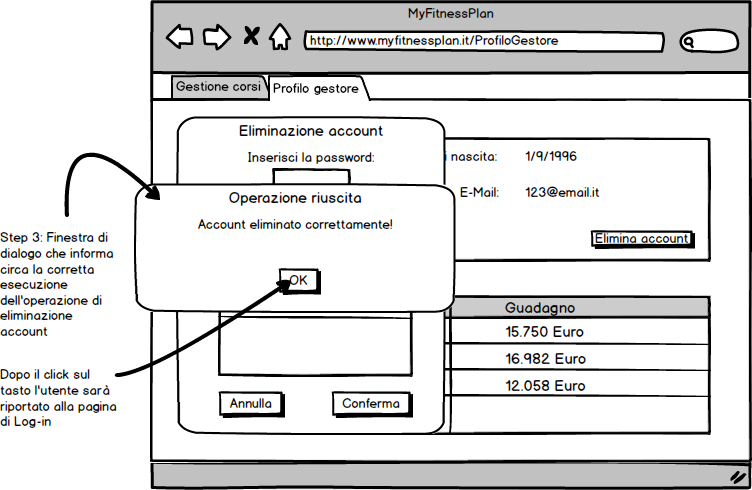 MyFitnessPlan
http://www.myfitnessplan.it/ProfiloGestore
Gestione corsi
Profilo gestore
Eliminazione account
Inserisci la password:
nascita: 1/9/1996
E-Mail: 123@email.it
Elimina account
Operazione riuscita
Account eliminato correttamente!
OK
Step 3: Finestra di
dialogo che informa
circa la corretta
esecuzione
dell'operazione di
eliminazione
account
Guadagno
15.750 Euro
16.982 Euro
12.058 Euro
Dopo il click sul
tasto l'utente sarà
riportato alla pagina
di Log-in
Annulla
Conferma